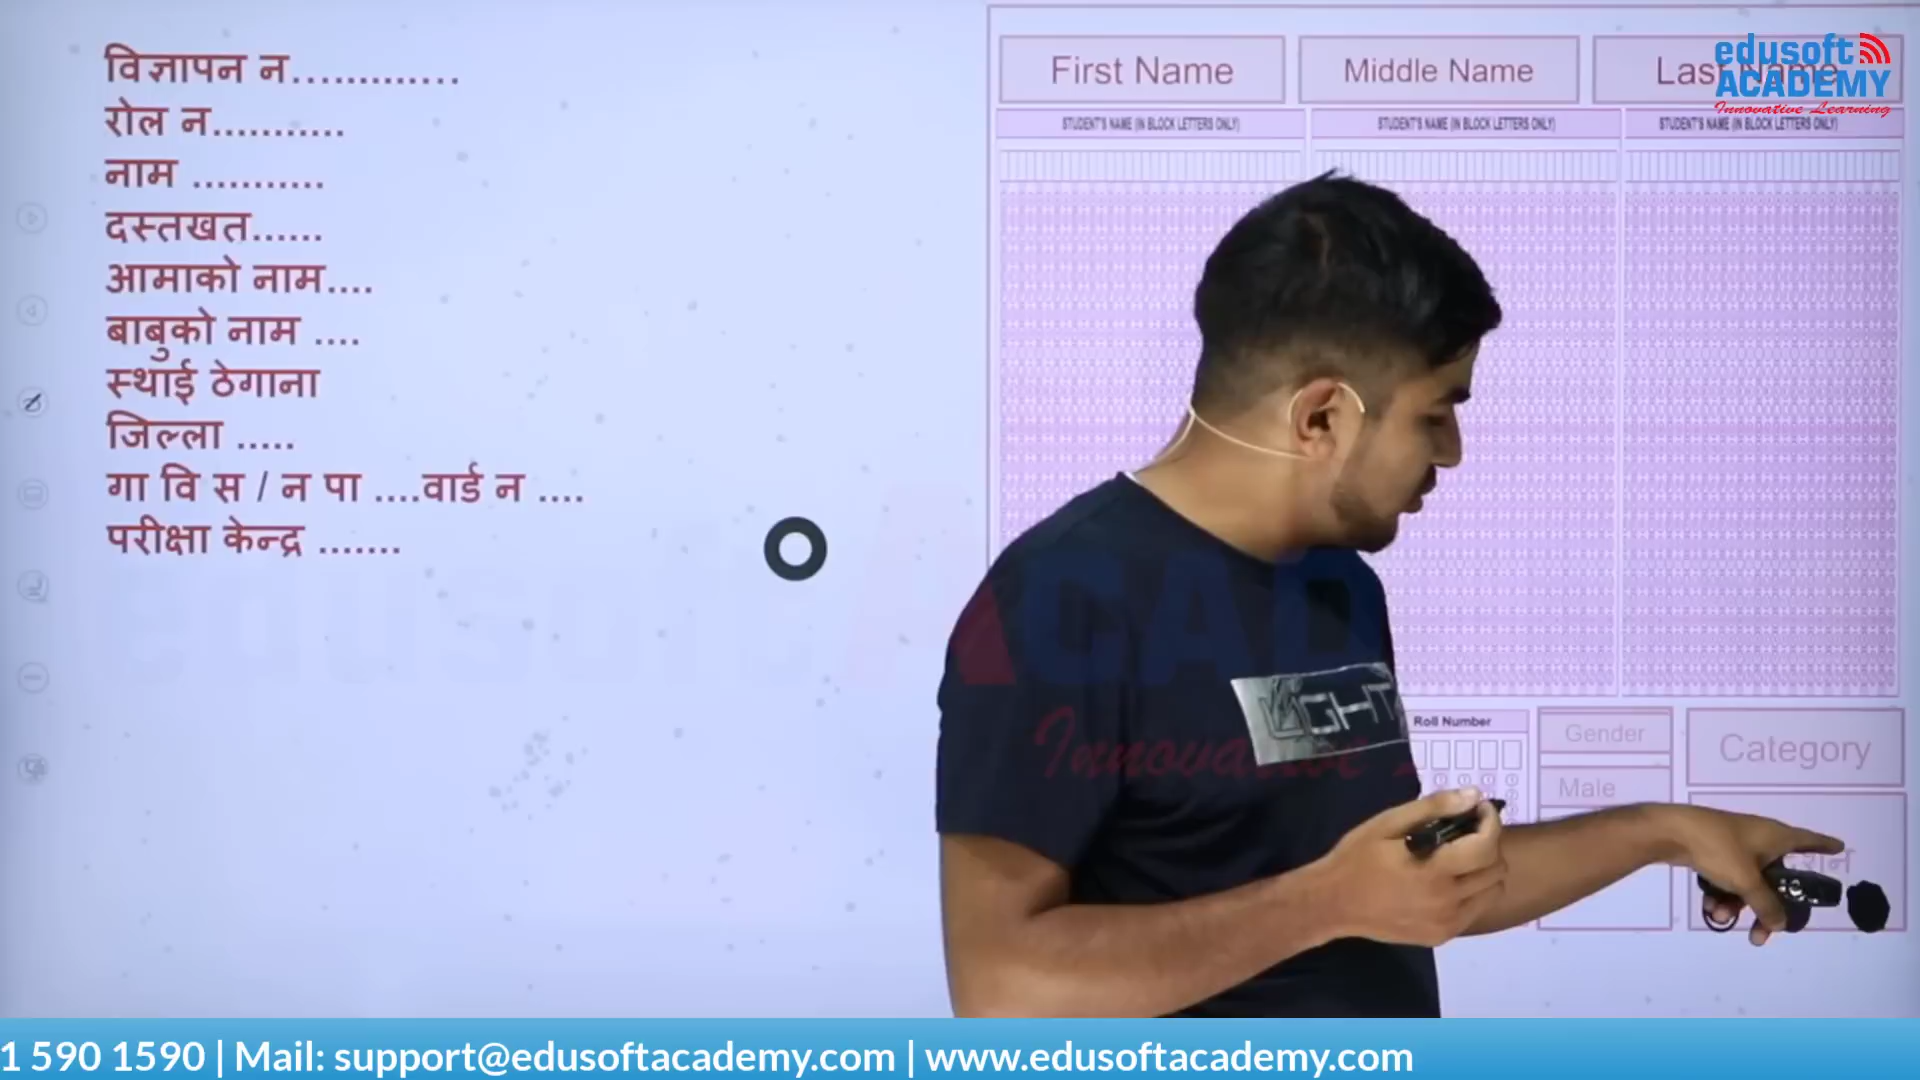 विज्ञापन न.............
रोल न...........
नाम ...........
दस्तखत......
आमाको नाम....
बाबुको नाम ....
स्थाई ठेगाना
जिल्ला .....
गा वि स / न पा ....वार्ड न ....
परीक्षा केन्द्र .......
First Name
Middle Name
Last Name
STUDENT'S NAME (IN BLOCK LETTERS ONLY)
STUDENT'S NAME (IN BLOCK LETTERS ONLY)
STUDENT'S NAME (IN BLOCK LETTERS ONLY)
edusoft
ACADEMY
Innovative Learning
Roll Number
Gender
Male
Category
1 590 1590 | Mail: support@edusoftacademy.com | www.edusoftacademy.com